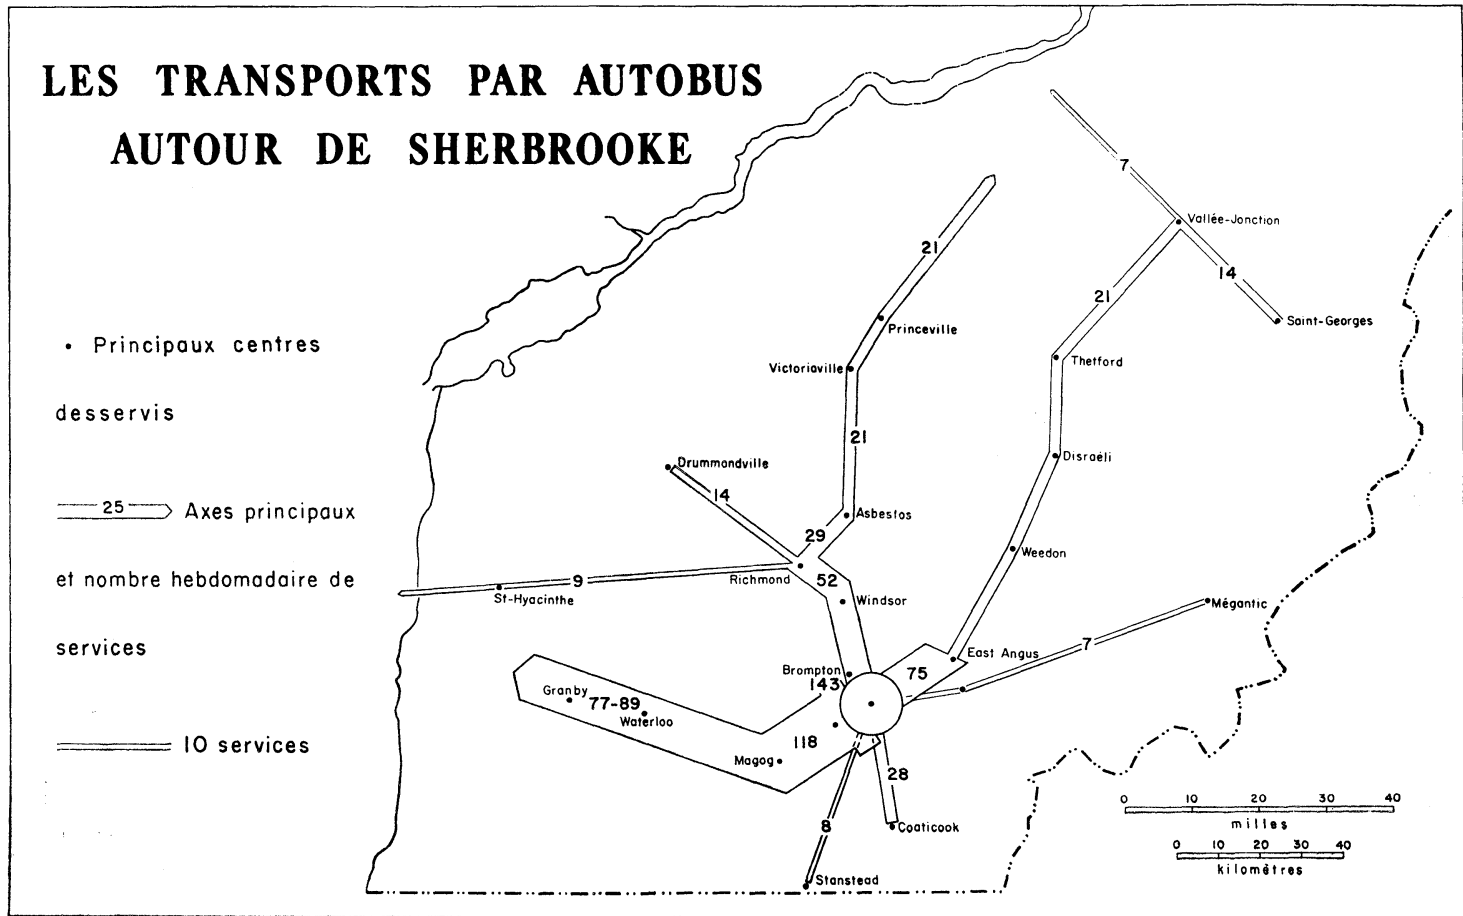 LES TRANSPORTS PAR AUTOBUS
AUTOUR DE SHERBROOKE
• Principaux centres
desservis
25 Axes principaux
et nombre hebdomadaire de
services
10 services
7
Vallée-Jonction
14
Saint-Georges
21
21
Princeville
Victoriaville
Thetford
21
Disraéli
Drummondville
14
Asbestos
29
Weedon
9
Richmond
52
St-Hyacinthe
Windsor
Mégantic
7
East Angus
75
Brompton
143
Granby
77-89
Waterloo
118
Magog
28
8
Coaticook
Stanstead
0 10 20 30 40
milles
0 10 20 30 40
kilomètres